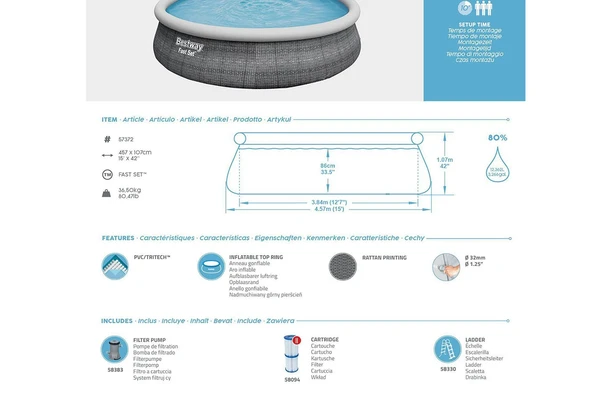 Bestway
Fast Set
10'
SETUP TIME
Temps de montage
Tiempo de montaje
Montagezeit
Montagetijd
Tempo di montaggio
Czas montażu
ITEM · Article · Artículo · Artikel · Artikel · Prodotto · Artykuł
# 57372
457 x 107cm
15' x 42"
TM FAST SET™
36,50kg
80,47lb
86cm
33.5"
1.07m
42"
3.84m (12'7")
4.57m (15')
80%
FEATURES · Caractéristiques · Características · Eigenschaften · Kenmerken · Caratteristiche · Cechy
PVC/TRITECH™
INFLATABLE TOP RING
Anneau gonflable
Aro inflable
Aufblasbarer luftring
Opblaasrand
Anello gonfiabile
Nadmuchiwany górny pierścień
RATTAN PRINTING
Ø 32mm
Ø 1.25"
INCLUDES · Inclus · Incluye · Inhalt · Bevat · Include · Zawiera
58383
FILTER PUMP
Pompe de filtration
Bomba de filtrado
Filterpumpe
Filterpomp
Filtro a cartuccia
System filtrujący
58094
CARTRIDGE
Cartouche
Cartucho
Kartusche
Filter
Cartuccia
Wkład
58330
LADDER
Échelle
Escalerilla
Sicherheitsleiter
Ladder
Scaletta
Drabinka